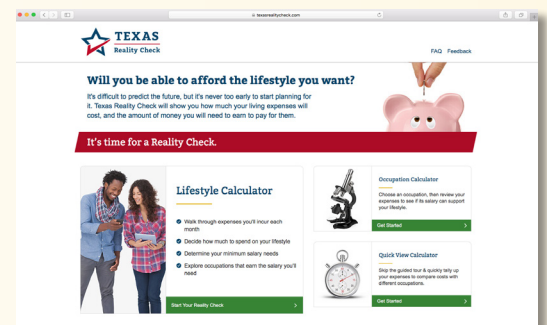 texasrealitycheck.com
TEXAS
Reality Check
FAQ Feedback
Will you be able to afford the lifestyle you want?
It's difficult to predict the future, but it's never too early to start planning for
it. Texas Reality Check will show you how much your living expenses will
cost, and the amount of money you will need to earn to pay for them.
It's time for a Reality Check.
Lifestyle Calculator
Walk through expenses you'll incur each
month
Decide how much to spend on your lifestyle
Determine your minimum salary needs
Explore occupations that earn the salary you'll
need
Start Your Reality Check
Occupation Calculator
Choose an occupation, then review your
expenses to see if its salary can support
your lifestyle.
Get Started
Quick View Calculator
Skip the guided tour & quickly tally up
your expenses to compare costs with
different occupations.
Get Started